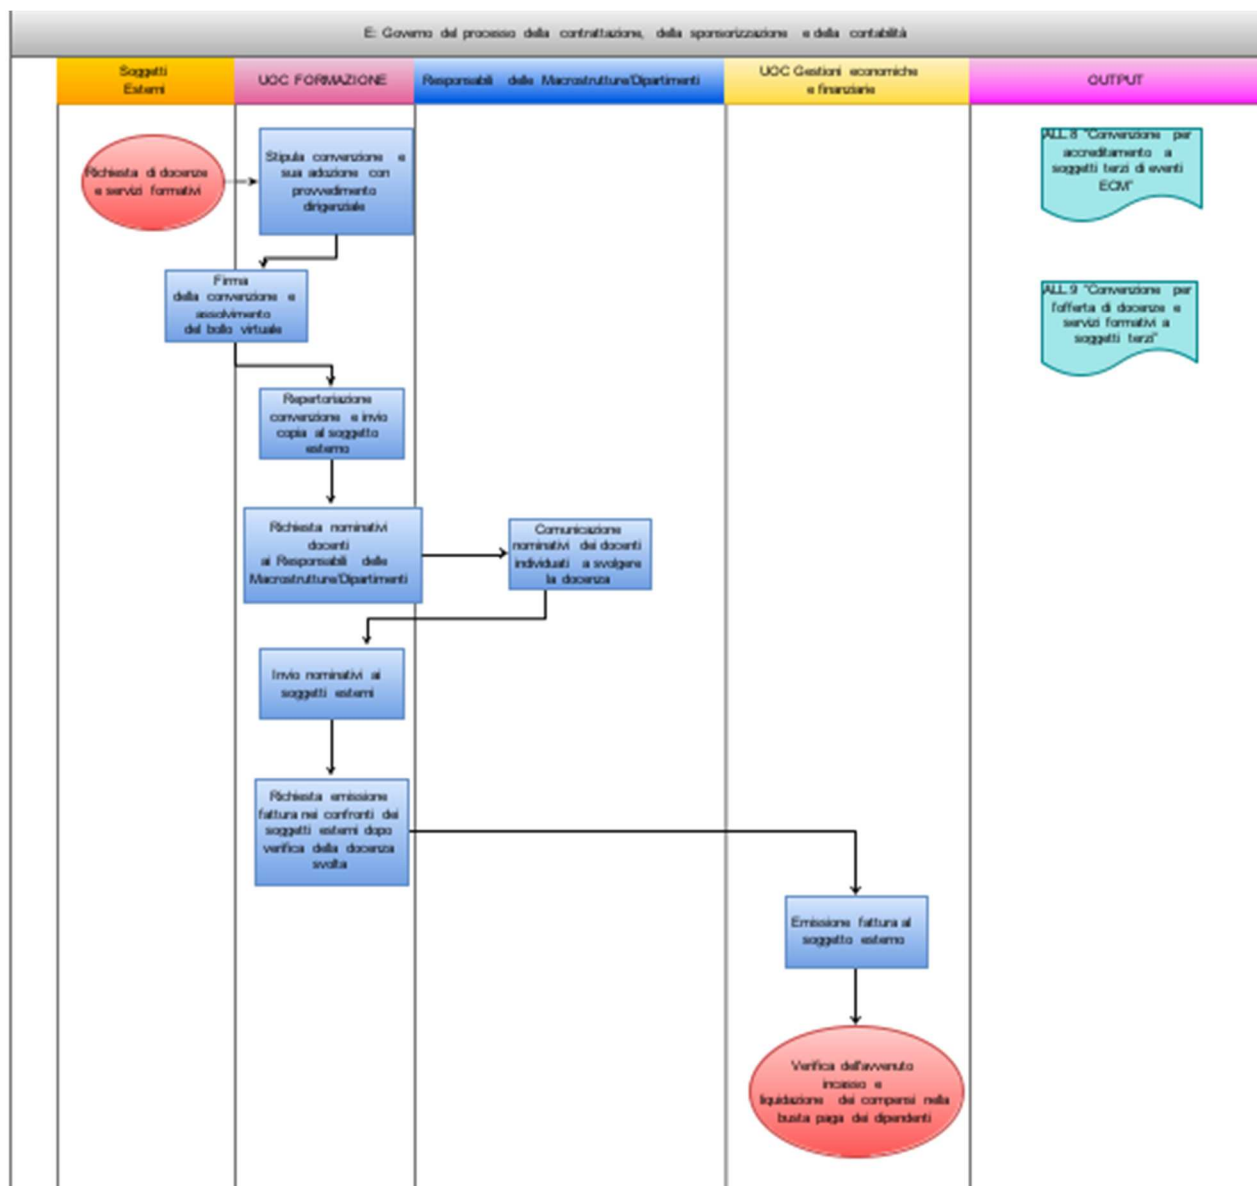 E: Governo del processo della contrattazione, della sponsorizzazione e della contabilità
Soggetti
Esterni
UOC FORMAZIONE
Responsabili delle Macrostrutture/Dipartimenti
UOC Gestioni economiche
e finanziarie
OUTPUT
Richiesta di docenze
e servizi formativi
Stipula convenzione e
sua adozione con
provvedimento
dirigenziale
ALL.8 "Convenzione per
accreditamento a
soggetti terzi di eventi
ECM"
Firma
della convenzione e
assolvimento
del bollo virtuale
ALL.9 "Convenzione per
l'offerta di docenze e
servizi formativi a
soggetti terzi"
Repertoriazione
convenzione e invio
copia al soggetto
esterno
Richiesta nominativi
docenti
ai Responsabili delle
Macrostrutture/Dipartimenti
Comunicazione
nominativi dei docenti
individuati a svolgere
la docenza
Invio nominativi ai
soggetti esterni
Richiesta emissione
fattura nei confronti dei
soggetti esterni dopo
verifica della docenza
svolta
Emissione fattura al
soggetto esterno
Verifica dell'avvenuto
incasso e
liquidazione dei compensi nella
busta paga dei dipendenti